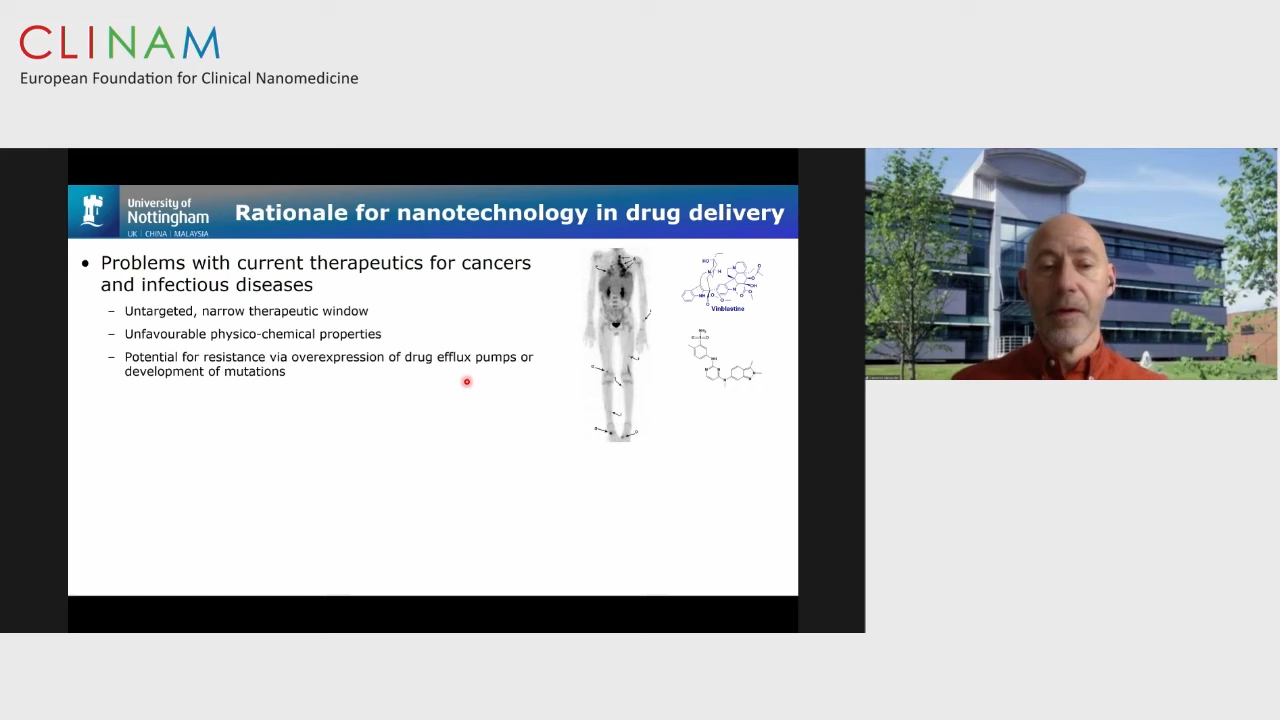 CLINAM
European Foundation for Clinical Nanomedicine
University of
Nottingham
UK | CHINA | MALAYSIA
Rationale for nanotechnology in drug delivery
• Problems with current therapeutics for cancers
and infectious diseases
– Untargeted, narrow therapeutic window
– Unfavourable physico-chemical properties
– Potential for resistance via overexpression of drug efflux pumps or
development of mutations
Vinblastine